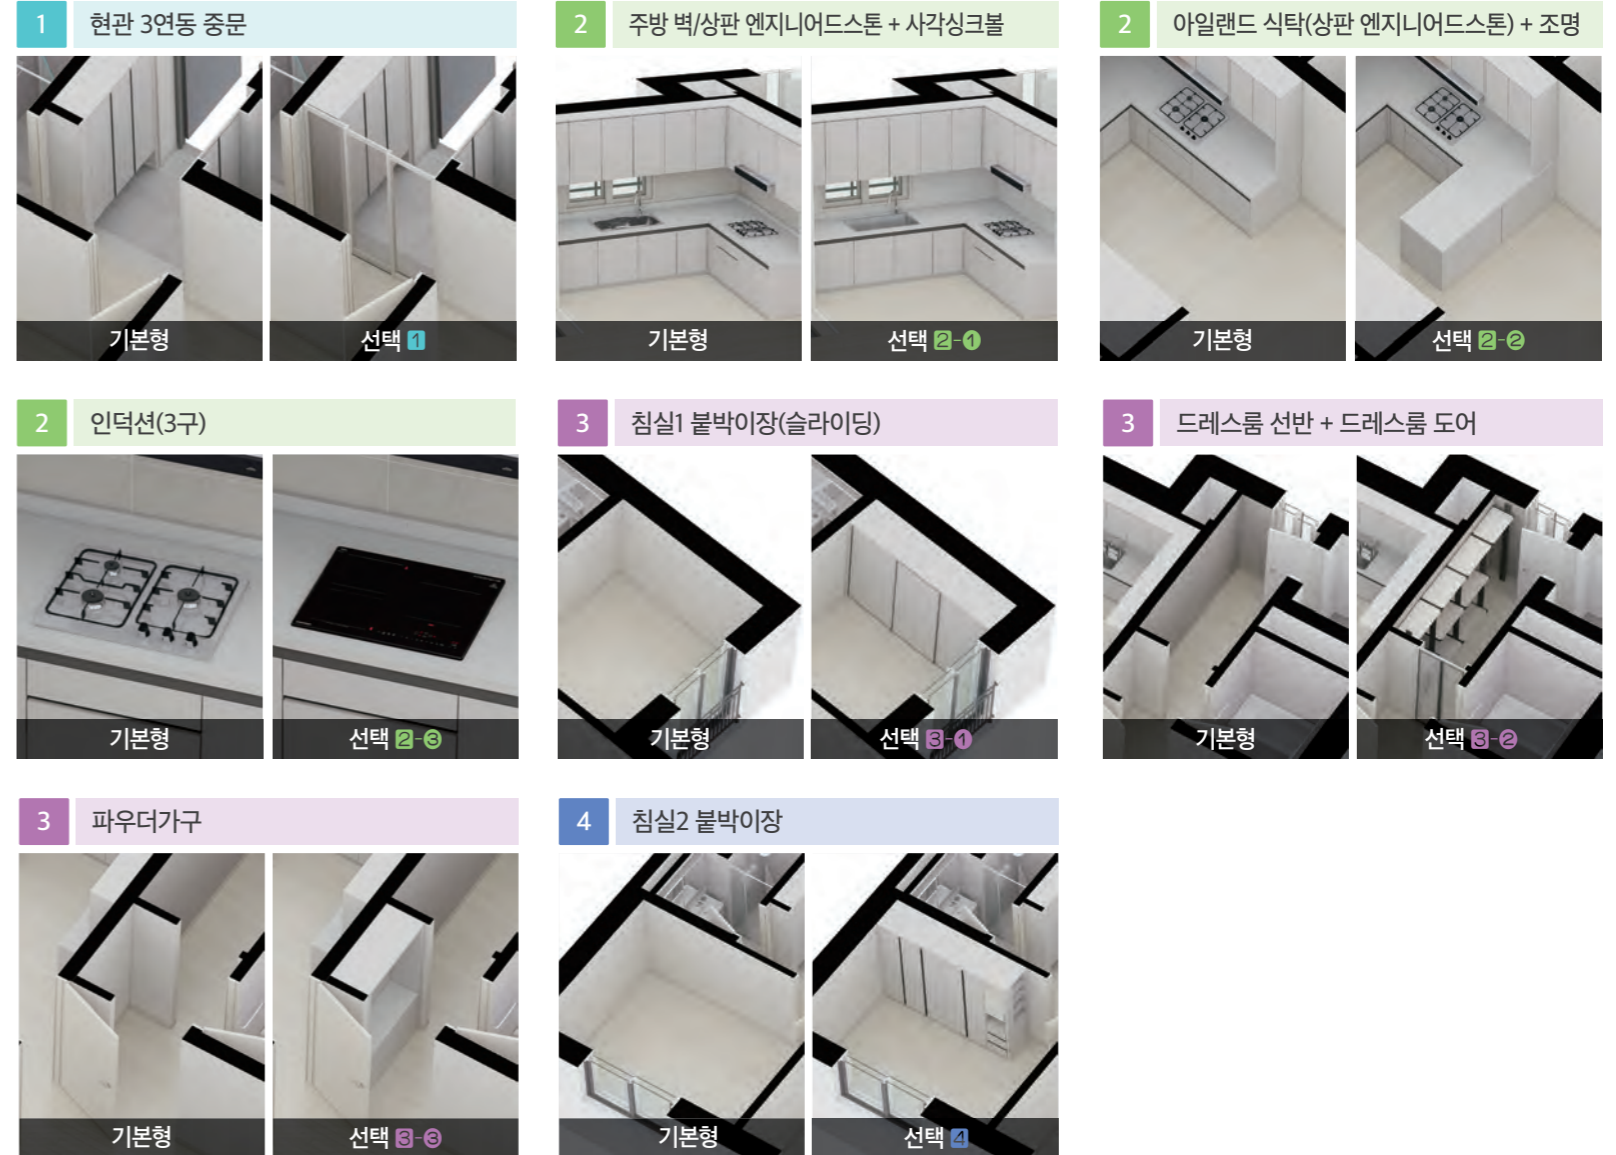 1 현관 3연동 중문
기본형
선택 1
2 주방 벽/상판 엔지니어드스톤 + 사각싱크볼
기본형
선택 2-1
2 아일랜드 식탁(상판 엔지니어드스톤) + 조명
기본형
선택 2-2
2 인덕션(3구)
기본형
선택 2-3
3 침실1 붙박이장(슬라이딩)
기본형
선택 3-1
3 드레스룸 선반 + 드레스룸 도어
기본형
선택 3-2
3 파우더가구
기본형
선택 3-3
4 침실2 붙박이장
기본형
선택 4